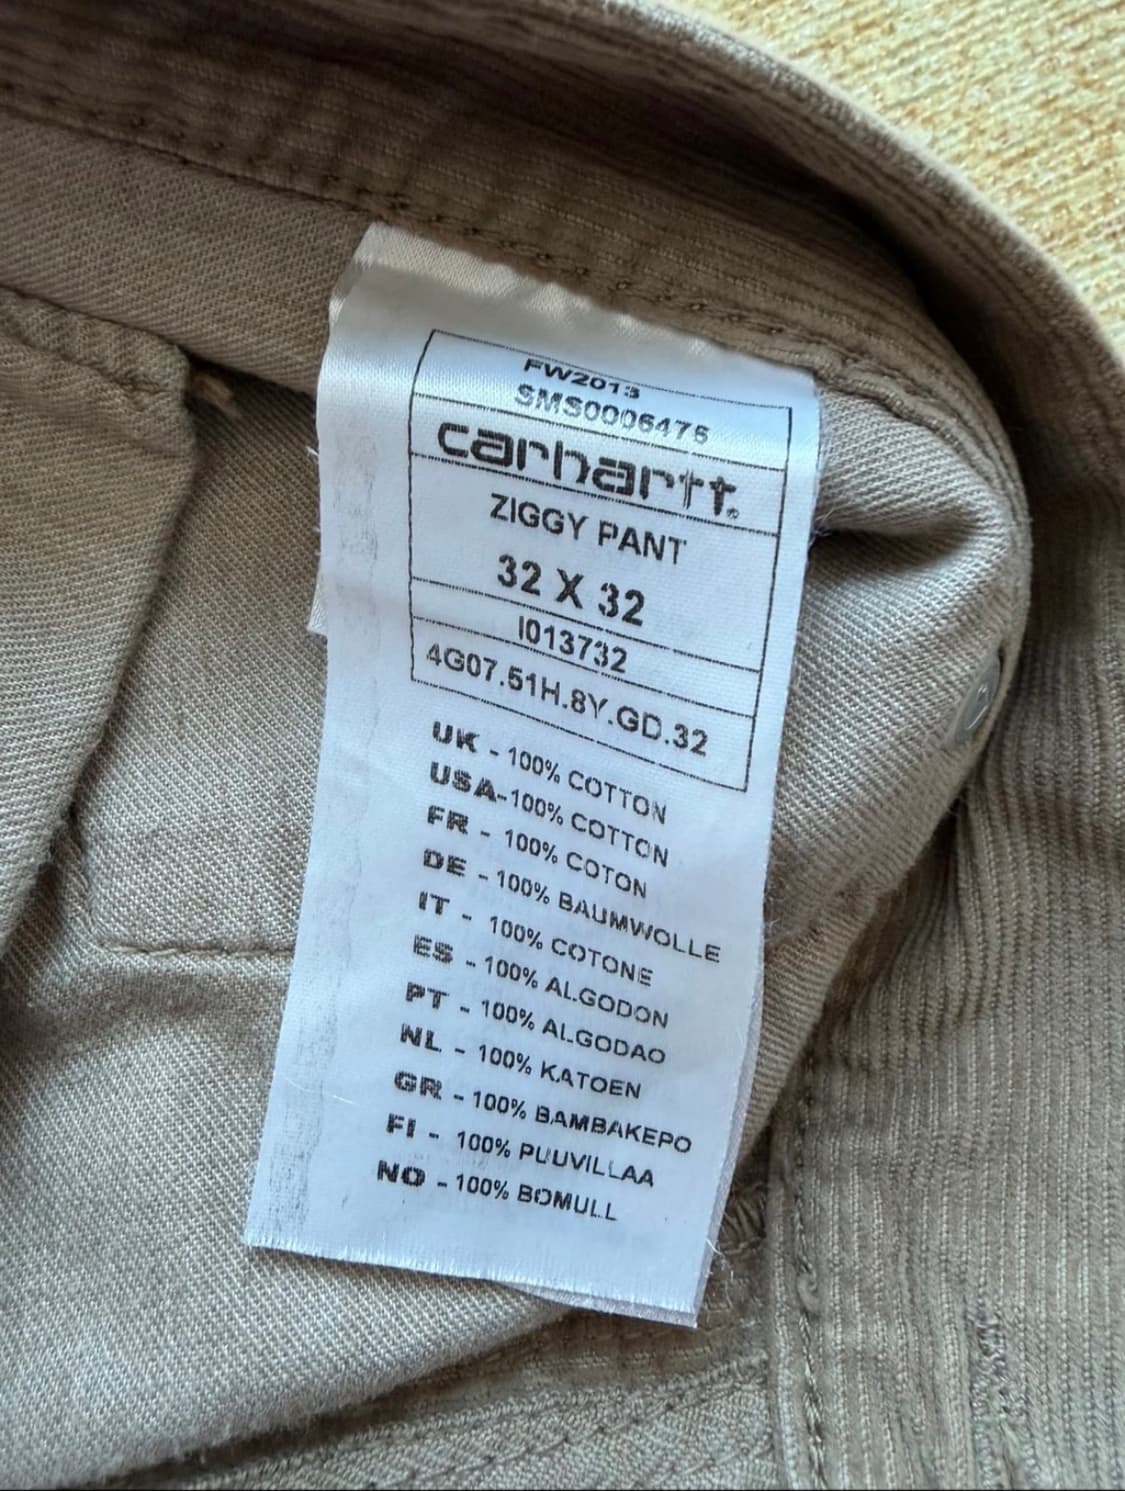 FW2013
SMS0006475
carhartt®
ZIGGY PANT
32 X 32
I013732
4G07.51H.8Y.GD.32
UK - 100% COTTON
USA-100% COTTON
FR - 100% COTON
DE - 100% BAUMWOLLE
IT - 100% COTONE
ES - 100% ALGODON
PT - 100% ALGODAO
NL - 100% KATOEN
GR - 100% BAMBAKEPO
FI - 100% PUUVILLAA
NO - 100% BOMULL